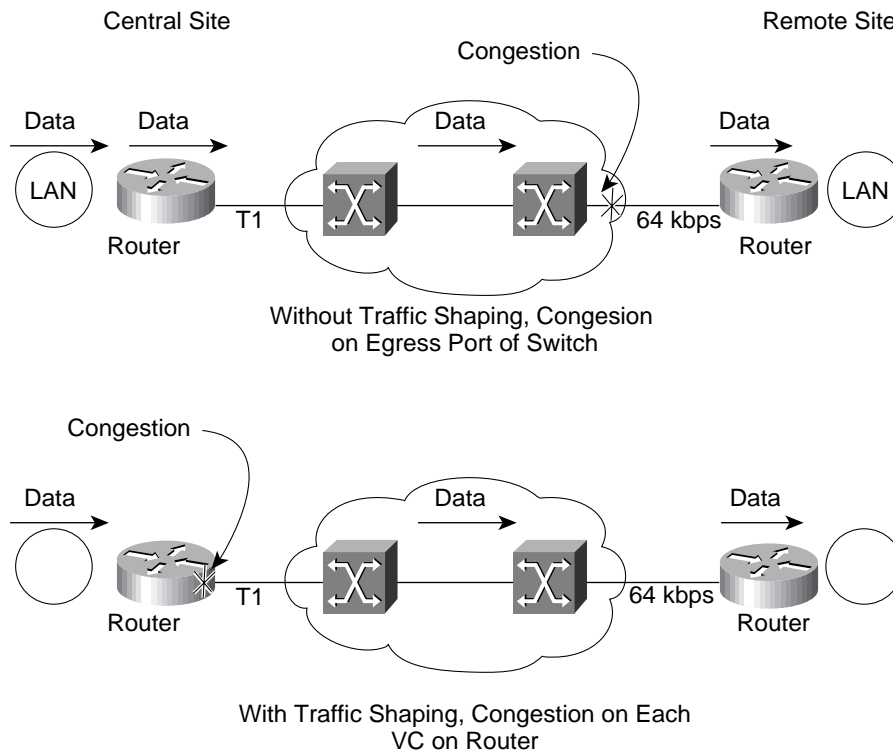 Central Site
Remote Site
Congestion
Data
Data
Data
Data
LAN
LAN
T1
64 kbps
Router
Router
Without Traffic Shaping, Congesion
on Egress Port of Switch
Congestion
Data
Data
Data
T1
64 kbps
Router
Router
With Traffic Shaping, Congestion on Each
VC on Router